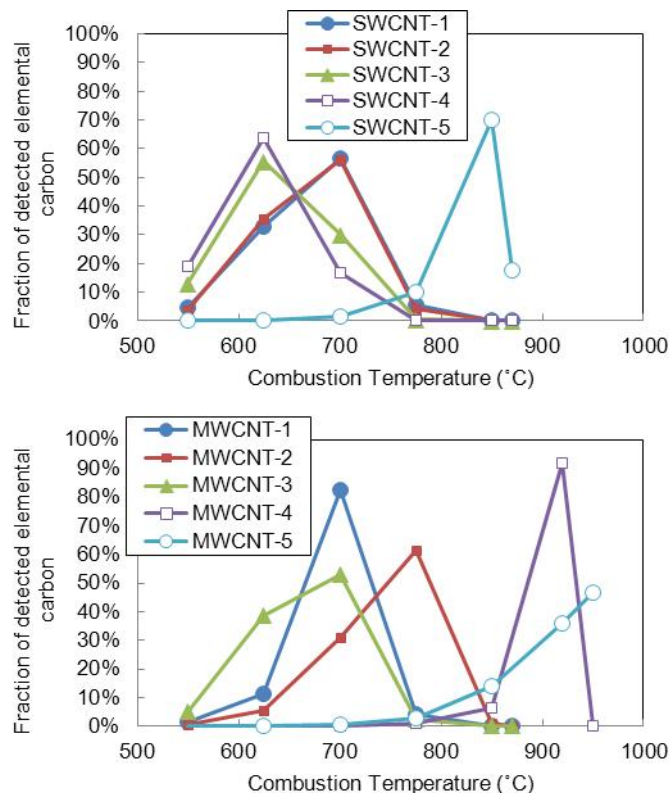 SWCNT-1
SWCNT-2
SWCNT-3
SWCNT-4
SWCNT-5
100%
90%
80%
70%
60%
50%
40%
30%
20%
10%
0%
Fraction of detected elemental
carbon
500 600 700 800 900 1000
Combustion Temperature (˚C)
MWCNT-1
MWCNT-2
MWCNT-3
MWCNT-4
MWCNT-5
100%
90%
80%
70%
60%
50%
40%
30%
20%
10%
0%
Fraction of detected elemental
carbon
500 600 700 800 900 1000
Combustion Temperature (˚C)